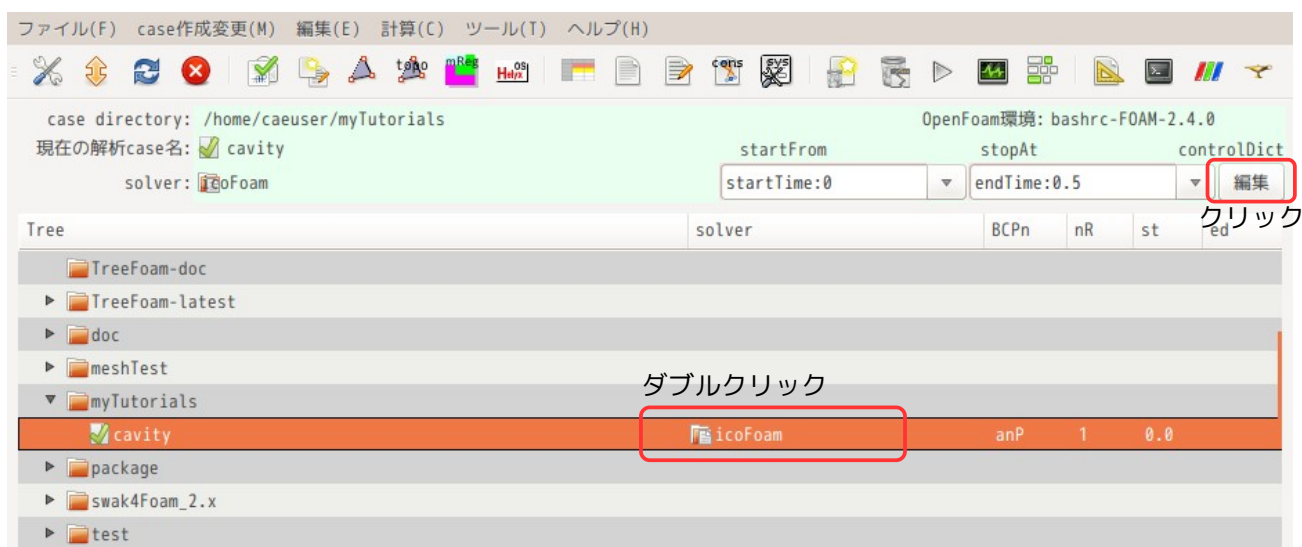 ファイル(F) case作成変更(M) 編集(E) 計算(C) ツール(T) ヘルプ(H)
topo mReg Helyx OS cons sys
case directory: /home/caeuser/myTutorials OpenFoam環境: bashrc-FOAM-2.4.0
現在の解析case名: cavity startFrom stopAt controlDict
solver: icoFoam startTime:0 endTime:0.5 編集
クリック
Tree solver BCPn nR st ed
TreeFoam-doc
TreeFoam-latest
doc
meshTest
ダブルクリック
myTutorials
cavity icoFoam anP 1 0.0
package
swak4Foam_2.x
test